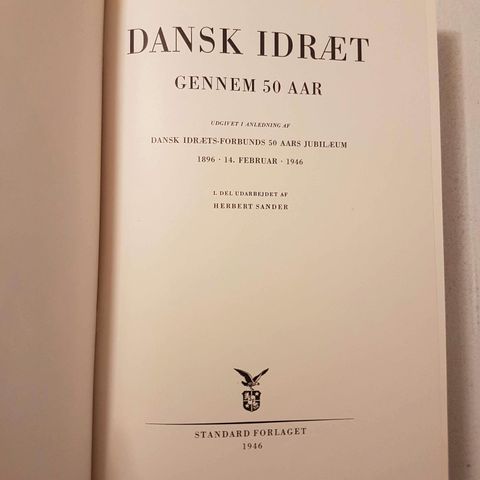 DANSK IDRÆT
GENNEM 50 AAR
UDGIVET I ANLEDNING AF
DANSK IDRÆTS-FORBUNDS 50 AARS JUBILÆUM
1896 · 14. FEBRUAR · 1946
1. DEL UDARBEJDET AF
HERBERT SANDER
STANDARD FORLAGET
1946